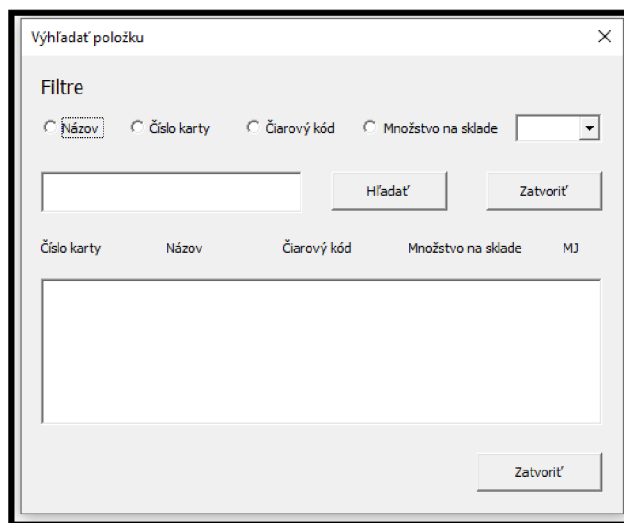 Výhľadať položku
Filtre
Názov Číslo karty Čiarový kód Množstvo na sklade
Hľadať Zatvoriť
Číslo karty Názov Čiarový kód Množstvo na sklade MJ
Zatvoriť